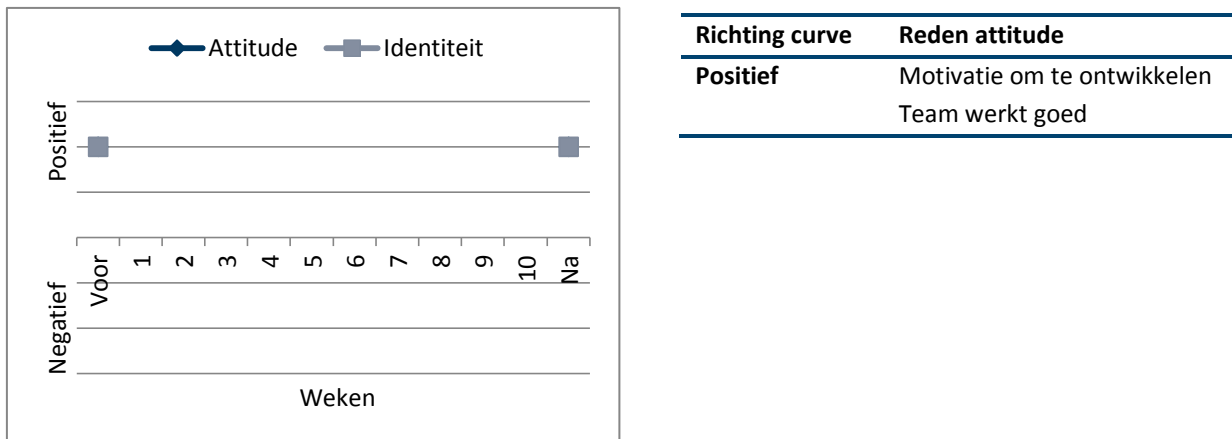 Attitude Identiteit
Positief
Negatief
Voor 1 2 3 4 5 6 7 8 9 10 Na
Weken
Richting curve Reden attitude
Positief Motivatie om te ontwikkelen
Team werkt goed